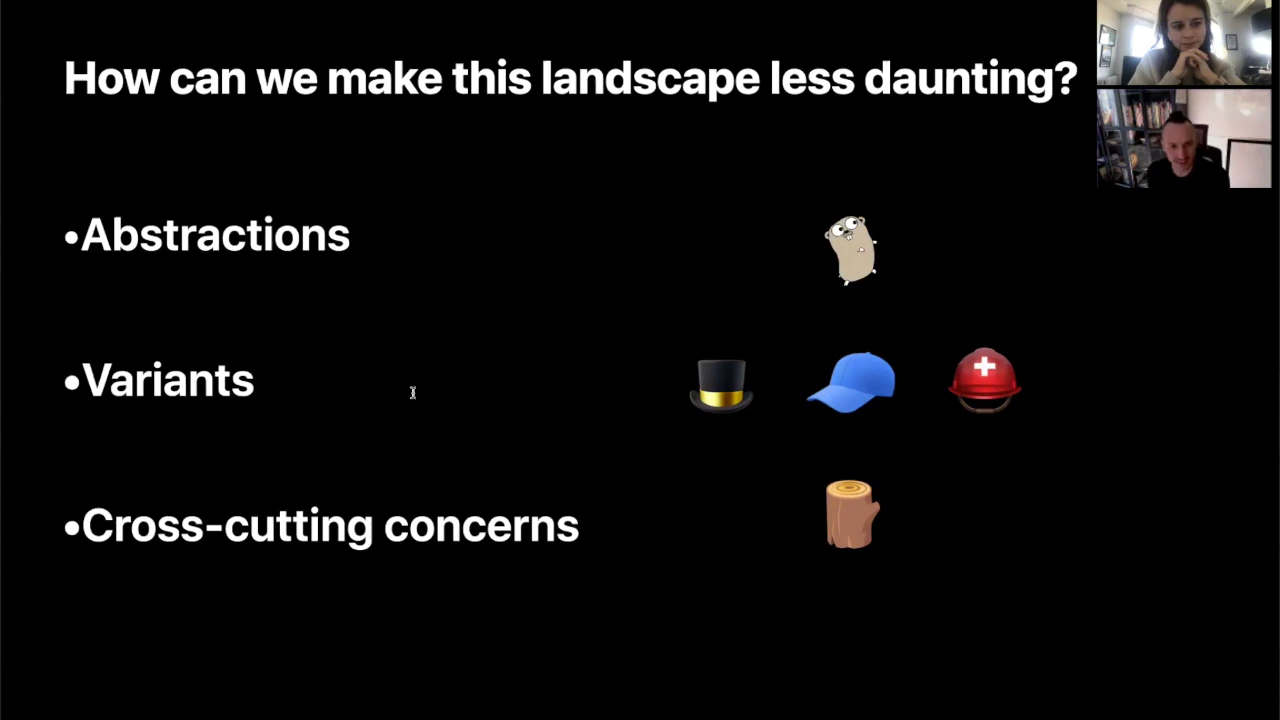 How can we make this landscape less daunting?
•Abstractions
•Variants
•Cross-cutting concerns